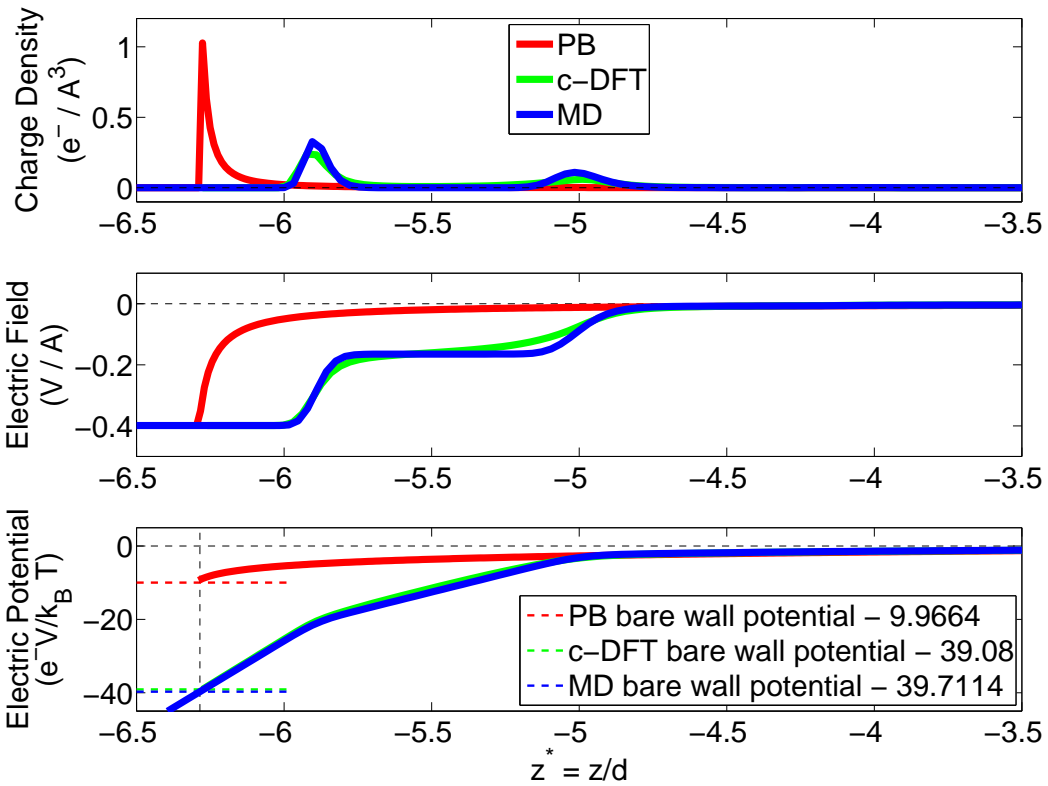 Charge Density
(e⁻ / A³)
1
0.5
0
PB
c−DFT
MD
−6.5 −6 −5.5 −5 −4.5 −4 −3.5
Electric Field
(V / A)
0
−0.2
−0.4
−6.5 −6 −5.5 −5 −4.5 −4 −3.5
Electric Potential
(e⁻V/k_B T)
0
−20
−40
PB bare wall potential − 9.9664
c−DFT bare wall potential − 39.08
MD bare wall potential − 39.7114
−6.5 −6 −5.5 −5 −4.5 −4 −3.5
z* = z/d